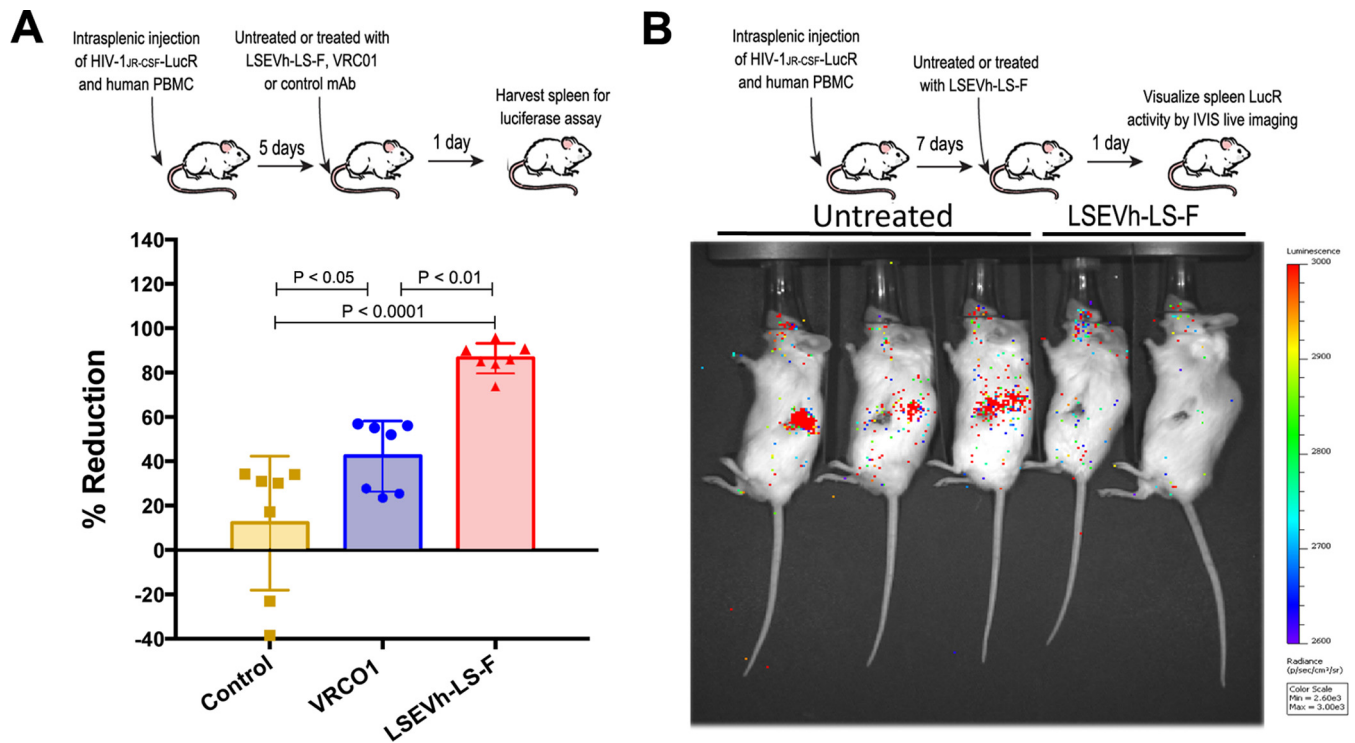 A
Intrasplenic injection
of HIV-1JR-CSF-LucR
and human PBMC
Untreated or treated with
LSEVh-LS-F, VRC01
or control mAb
Harvest spleen for
luciferase assay
5 days
1 day
140
120
100
80
60
40
20
0
-20
-40
% Reduction
P < 0.05
P < 0.01
P < 0.0001
Control
VRCO1
LSEVh-LS-F
B
Intrasplenic injection
of HIV-1JR-CSF-LucR
and human PBMC
Untreated or treated
with LSEVh-LS-F
Visualize spleen LucR
activity by IVIS live imaging
7 days
1 day
Untreated
LSEVh-LS-F
Luminescence
3000
2900
2800
2700
2600
Radiance
(p/sec/cm²/sr)
Color Scale
Min = 2.60e3
Max = 3.00e3